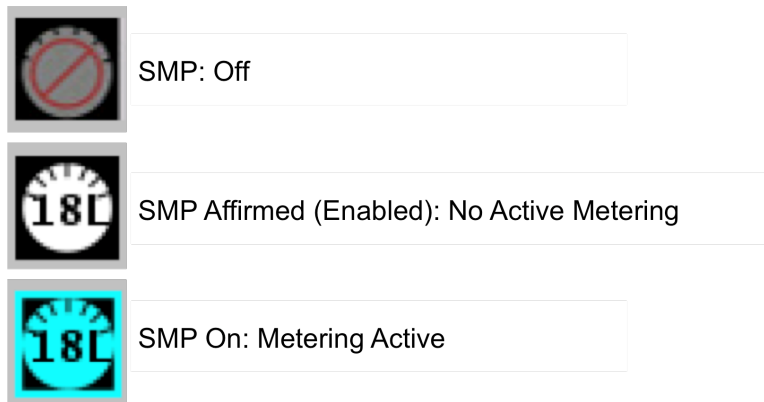 SMP: Off
18L
SMP Affirmed (Enabled): No Active Metering
18L
SMP On: Metering Active